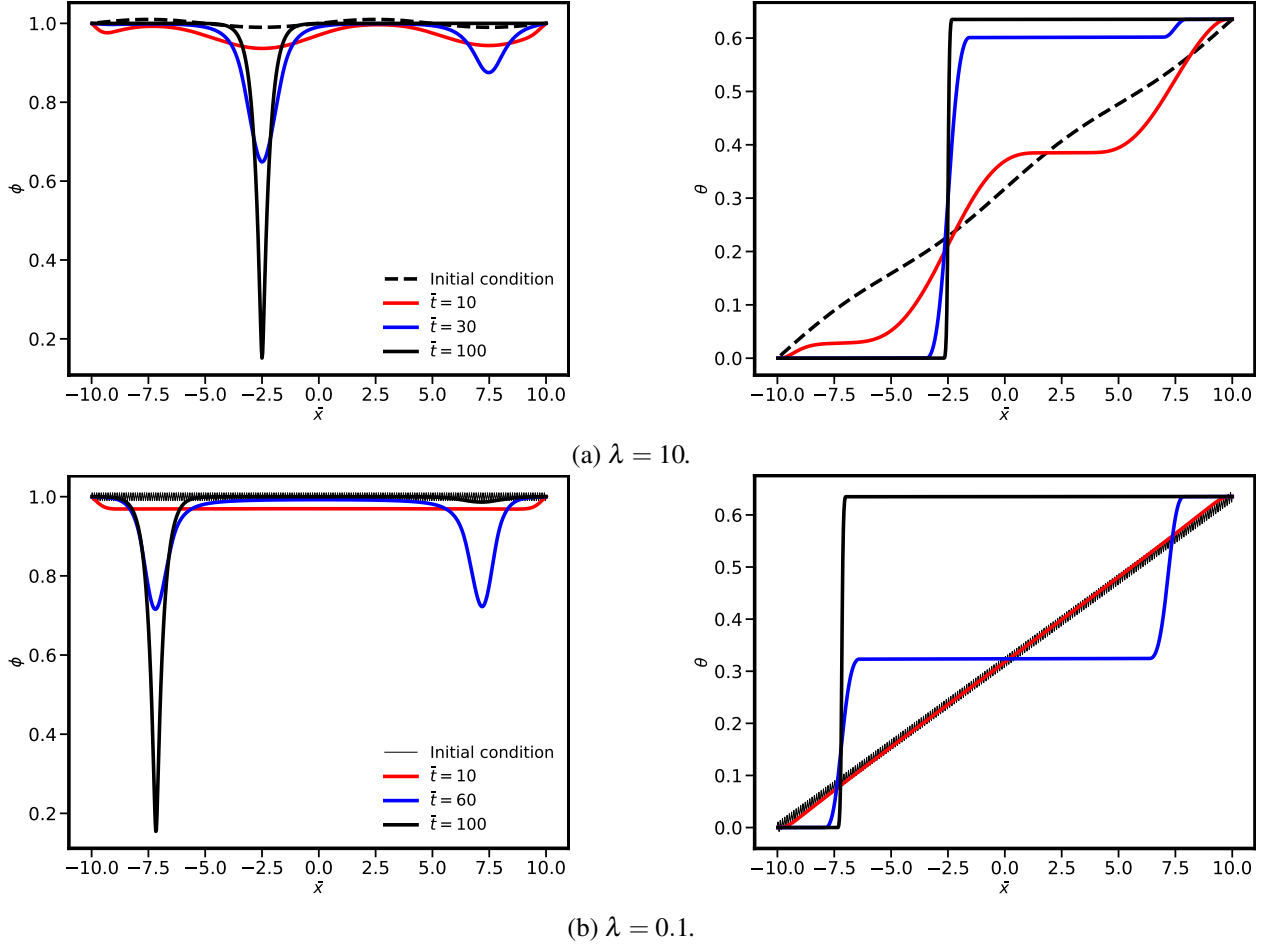 1.0
0.8
0.6
0.4
0.2
ϕ
Initial condition
t̄ = 10
t̄ = 30
t̄ = 100
−10.0 −7.5 −5.0 −2.5 0.0 2.5 5.0 7.5 10.0
x̄
0.6
0.5
0.4
0.3
0.2
0.1
0.0
θ
−10.0 −7.5 −5.0 −2.5 0.0 2.5 5.0 7.5 10.0
x̄
(a) λ = 10.
1.0
0.8
0.6
0.4
0.2
ϕ
Initial condition
t̄ = 10
t̄ = 60
t̄ = 100
−10.0 −7.5 −5.0 −2.5 0.0 2.5 5.0 7.5 10.0
x̄
0.6
0.5
0.4
0.3
0.2
0.1
0.0
θ
−10.0 −7.5 −5.0 −2.5 0.0 2.5 5.0 7.5 10.0
x̄
(b) λ = 0.1.